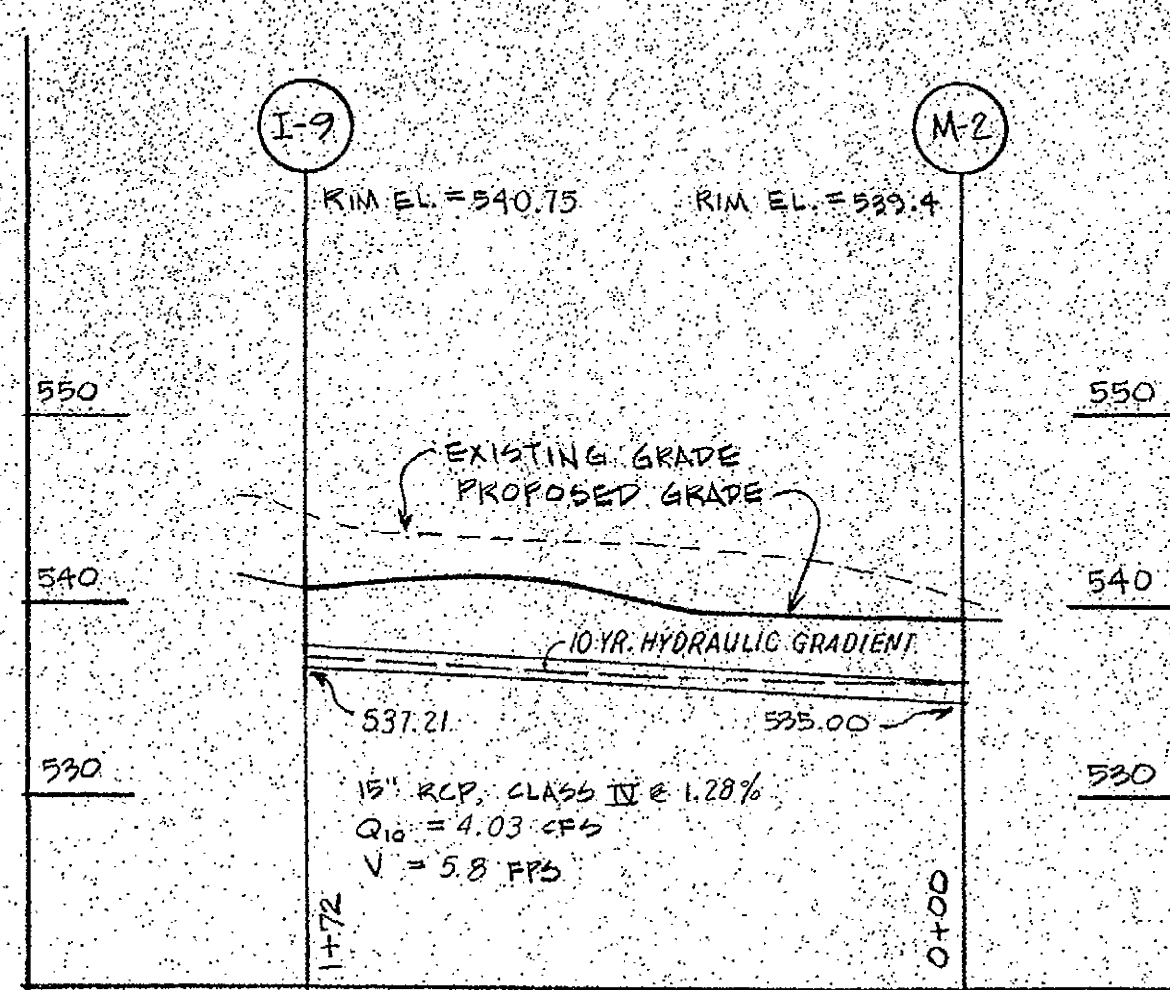 I-9
M-2
RIM EL. = 540.75
RIM EL. = 539.4
550
550
EXISTING GRADE
PROPOSED GRADE
540
540
10 YR. HYDRAULIC GRADIENT
537.21
535.00
530
530
15" RCP, CLASS IV @ 1.28%
Q10 = 4.03 CFS
V = 5.8 FPS
1+72
0+00